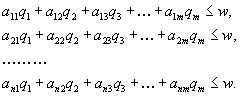 a₁₁q₁ + a₁₂q₂ + a₁₃q₃ + … + a₁ₘqₘ ≤ w,
a₂₁q₁ + a₂₂q₂ + a₂₃q₃ + … + a₂ₘqₘ ≤ w,
………
aₙ₁q₁ + aₙ₂q₂ + aₙ₃q₃ + … + aₙₘqₘ ≤ w.